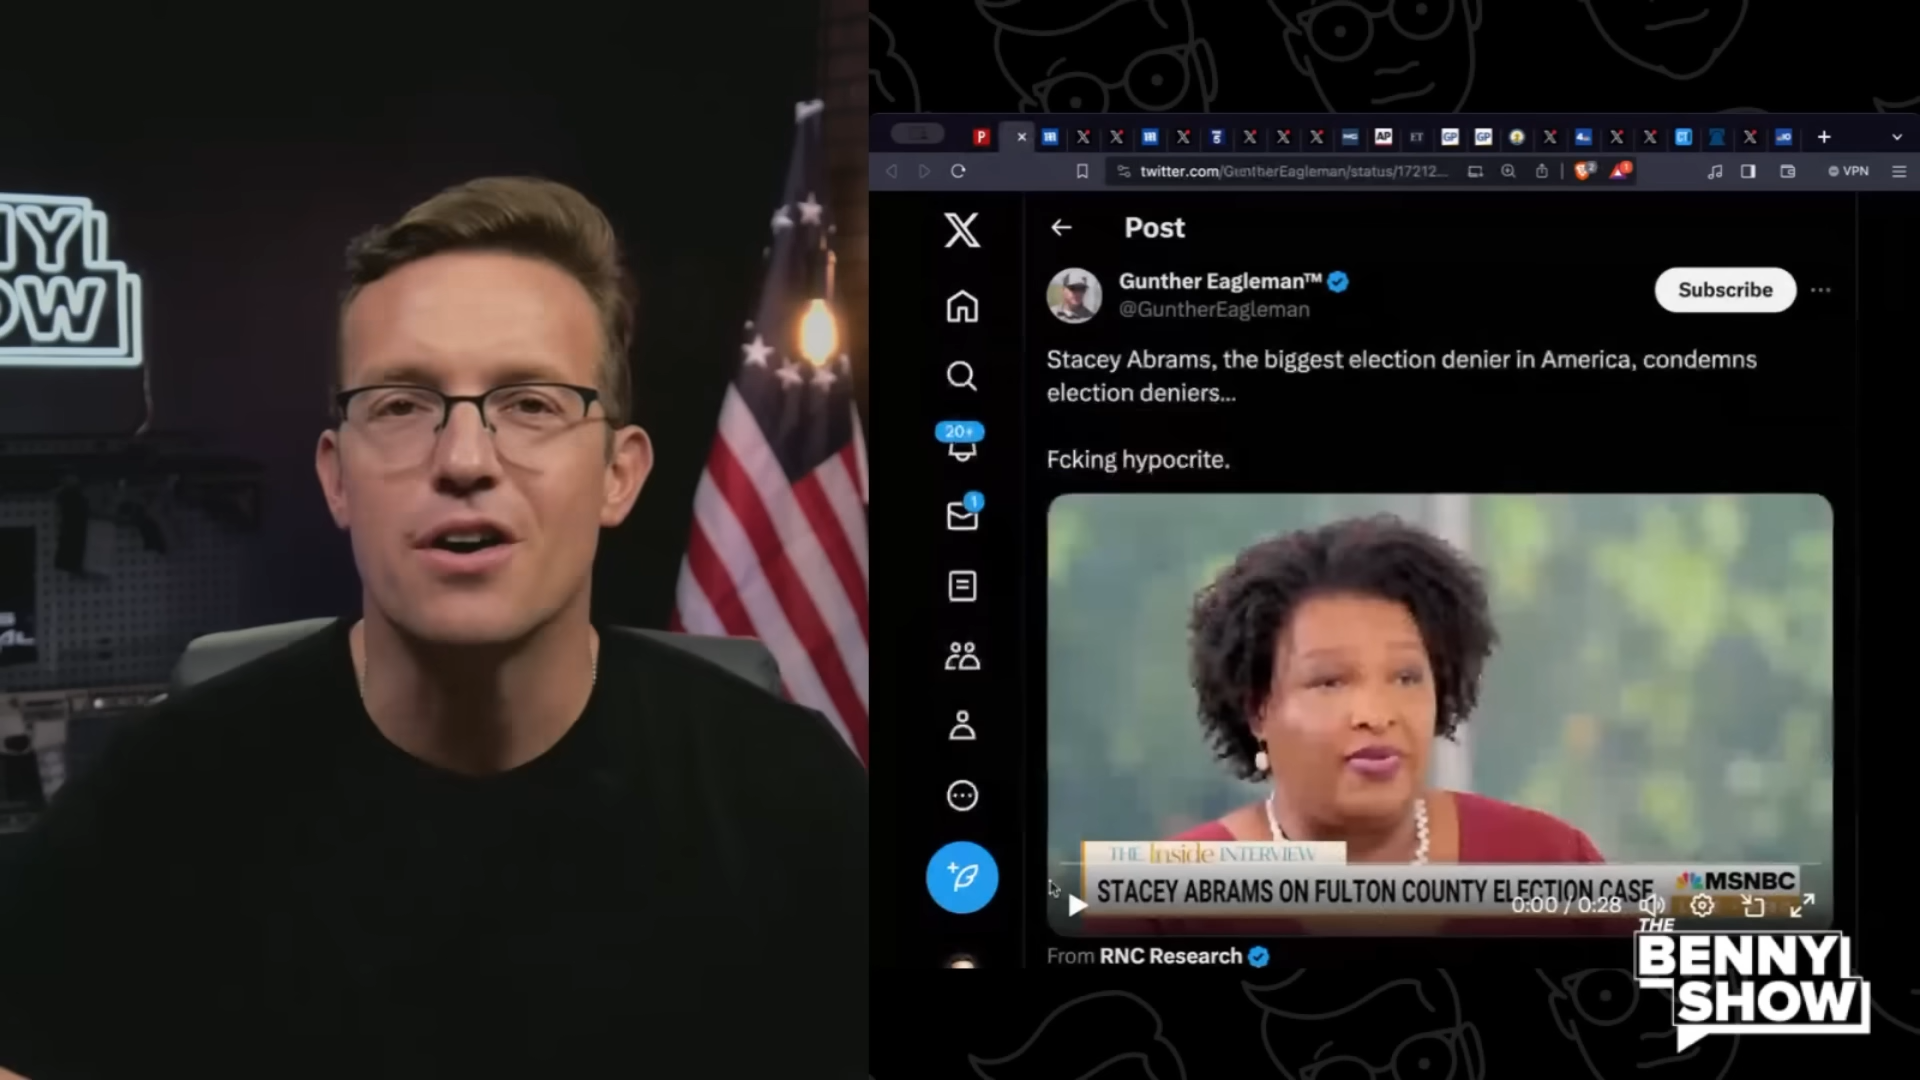 NY
OW
twitter.com/GuntherEagleman/status/17212...
VPN
Post
Gunther Eagleman™
@GuntherEagleman
Subscribe
Stacey Abrams, the biggest election denier in America, condemns
election deniers...
20+
Fcking hypocrite.
1
THE Inside INTERVIEW
STACEY ABRAMS ON FULTON COUNTY ELECTION CASE
MSNBC
0:00 / 0:28
From RNC Research
THE
BENNY
SHOW